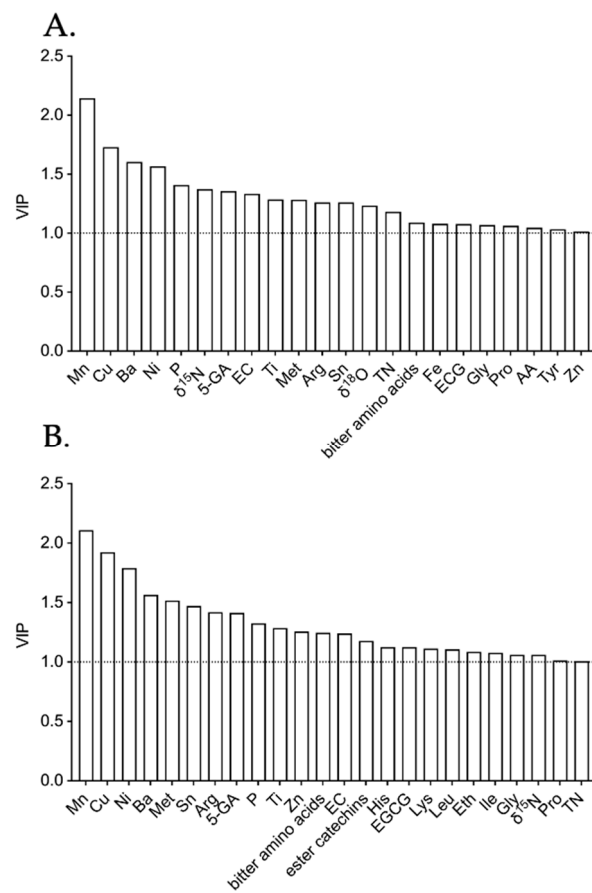 A.
2.5
2.0
1.5
1.0
0.5
0.0
VIP
Mn
Cu
Ba
Ni
P
δ¹⁵N
5-GA
EC
Ti
Met
Arg
Sn
δ¹⁸O
TN
bitter amino acids
Fe
ECG
Gly
Pro
AA
Tyr
Zn
B.
2.5
2.0
1.5
1.0
0.5
0.0
VIP
Mn
Cu
Ni
Ba
Met
Sn
Arg
5-GA
P
Ti
Zn
bitter amino acids
EC
ester catechins
His
EGCG
Lys
Leu
Eth
Ile
Gly
δ¹⁵N
Pro
TN